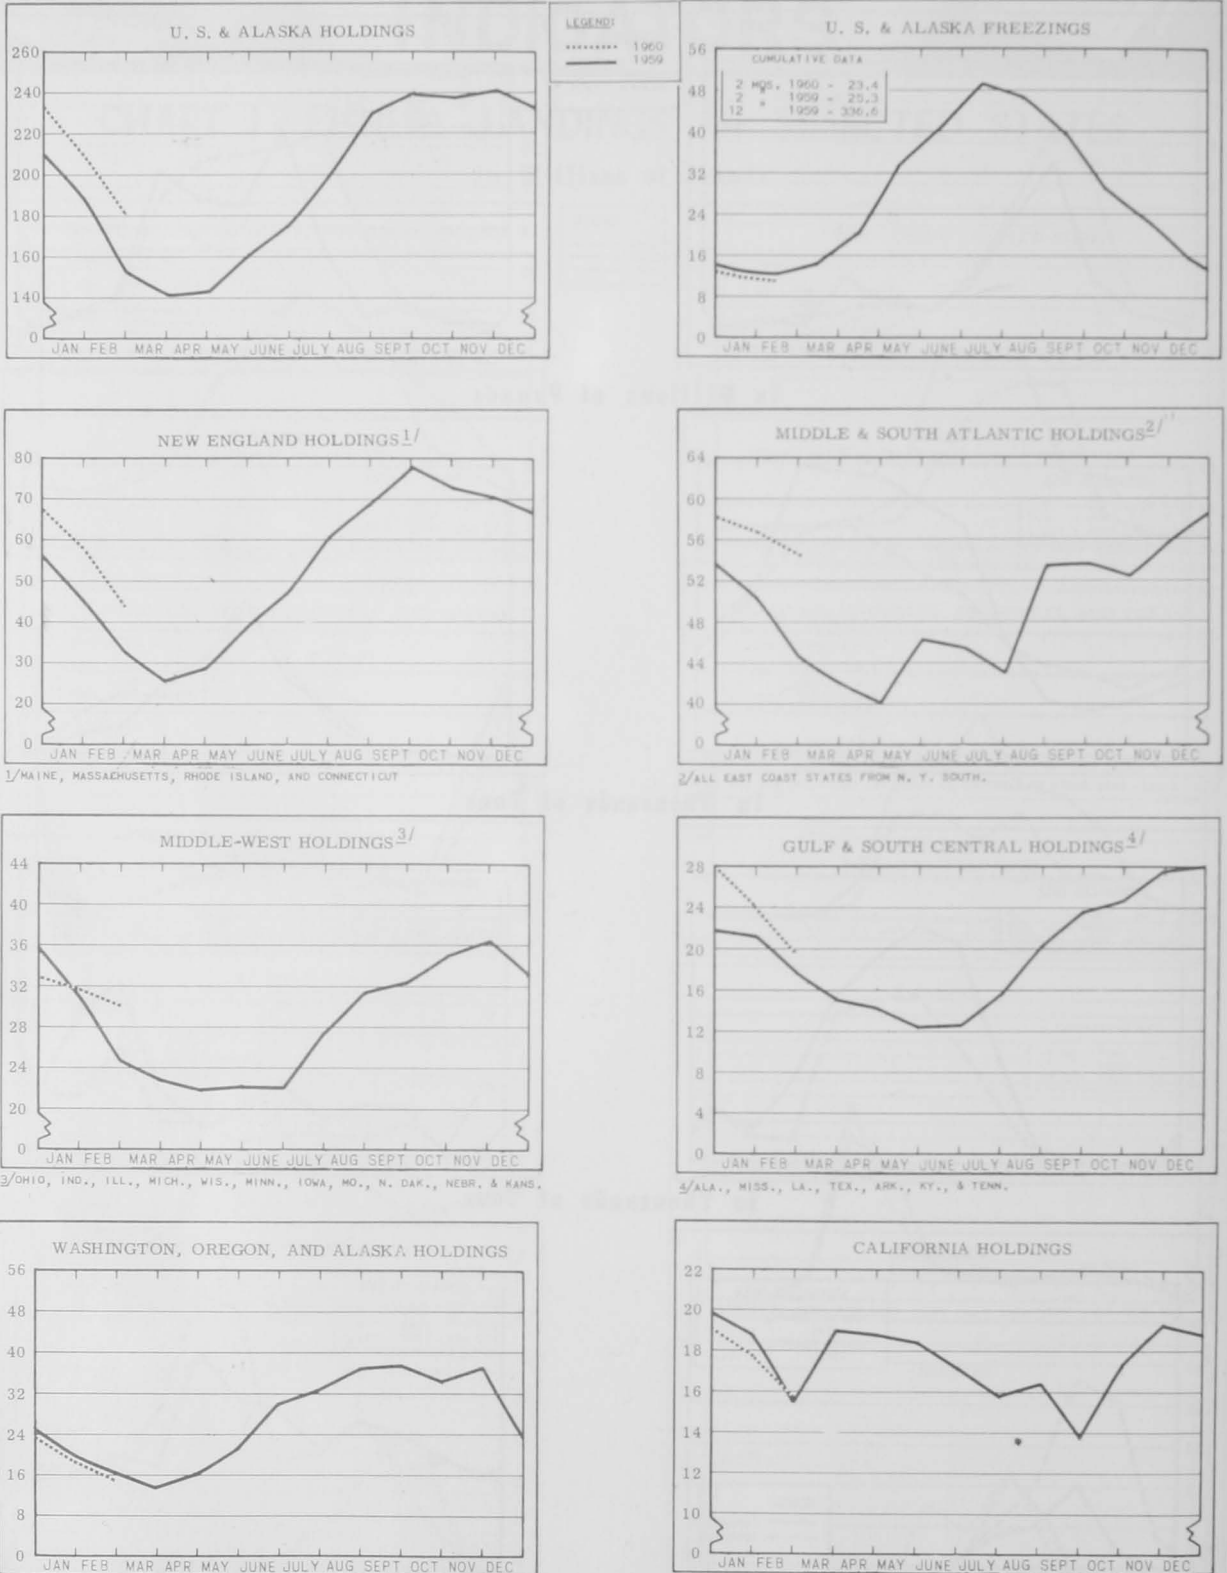 U. S. & ALASKA HOLDINGS
260
240
220
200
180
160
140
0
JAN FEB MAR APR MAY JUNE JULY AUG SEPT OCT NOV DEC
LEGEND:
1960
1959
U. S. & ALASKA FREEZINGS
56
48
40
32
24
16
8
0
CUMULATIVE DATA
2 MOS. 1960 - 23.4
2 " 1959 - 25.3
12 1959 - 336.6
JAN FEB MAR APR MAY JUNE JULY AUG SEPT OCT NOV DEC
NEW ENGLAND HOLDINGS 1/
80
70
60
50
40
30
20
0
JAN FEB MAR APR MAY JUNE JULY AUG SEPT OCT NOV DEC
1/MAINE, MASSACHUSETTS, RHODE ISLAND, AND CONNECTICUT
MIDDLE & SOUTH ATLANTIC HOLDINGS 2/
64
60
56
52
48
44
40
0
JAN FEB MAR APR MAY JUNE JULY AUG SEPT OCT NOV DEC
2/ALL EAST COAST STATES FROM N. Y. SOUTH.
MIDDLE-WEST HOLDINGS 3/
44
40
36
32
28
24
20
0
JAN FEB MAR APR MAY JUNE JULY AUG SEPT OCT NOV DEC
3/OHIO, IND., ILL., MICH., WIS., MINN., IOWA, MO., N. DAK., NEBR. & KANS.
GULF & SOUTH CENTRAL HOLDINGS 4/
28
24
20
16
12
8
4
0
JAN FEB MAR APR MAY JUNE JULY AUG SEPT OCT NOV DEC
4/ALA., MISS., LA., TEX., ARK., KY., & TENN.
WASHINGTON, OREGON, AND ALASKA HOLDINGS
56
48
40
32
24
16
8
0
JAN FEB MAR APR MAY JUNE JULY AUG SEPT OCT NOV DEC
CALIFORNIA HOLDINGS
22
20
18
16
14
12
10
0
JAN FEB MAR APR MAY JUNE JULY AUG SEPT OCT NOV DEC